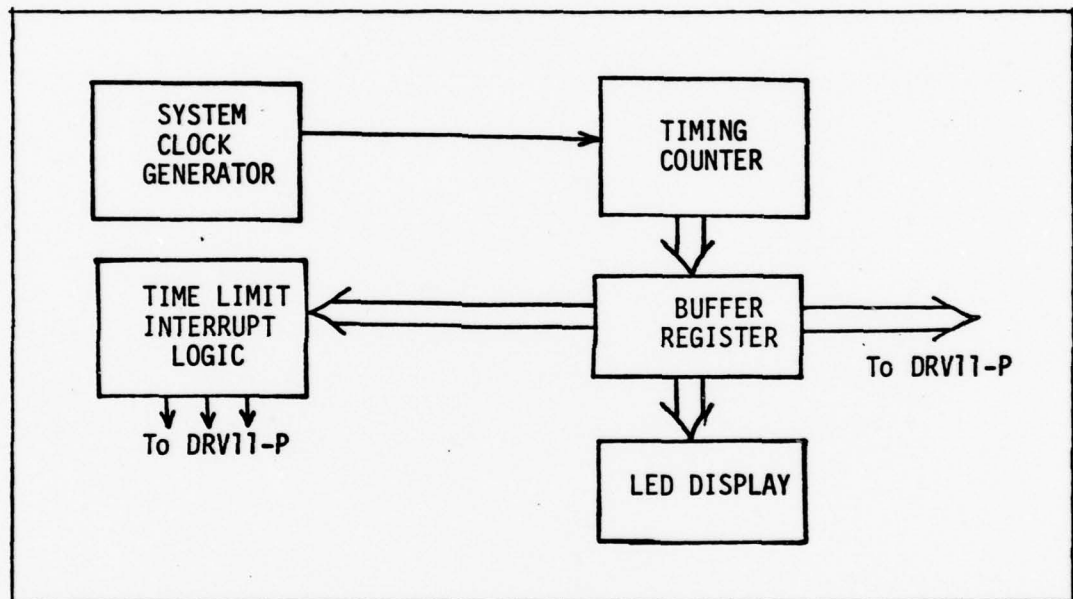 SYSTEM
CLOCK
GENERATOR
TIMING
COUNTER
TIME LIMIT
INTERRUPT
LOGIC
BUFFER
REGISTER
To DRV11-P
To DRV11-P
LED DISPLAY